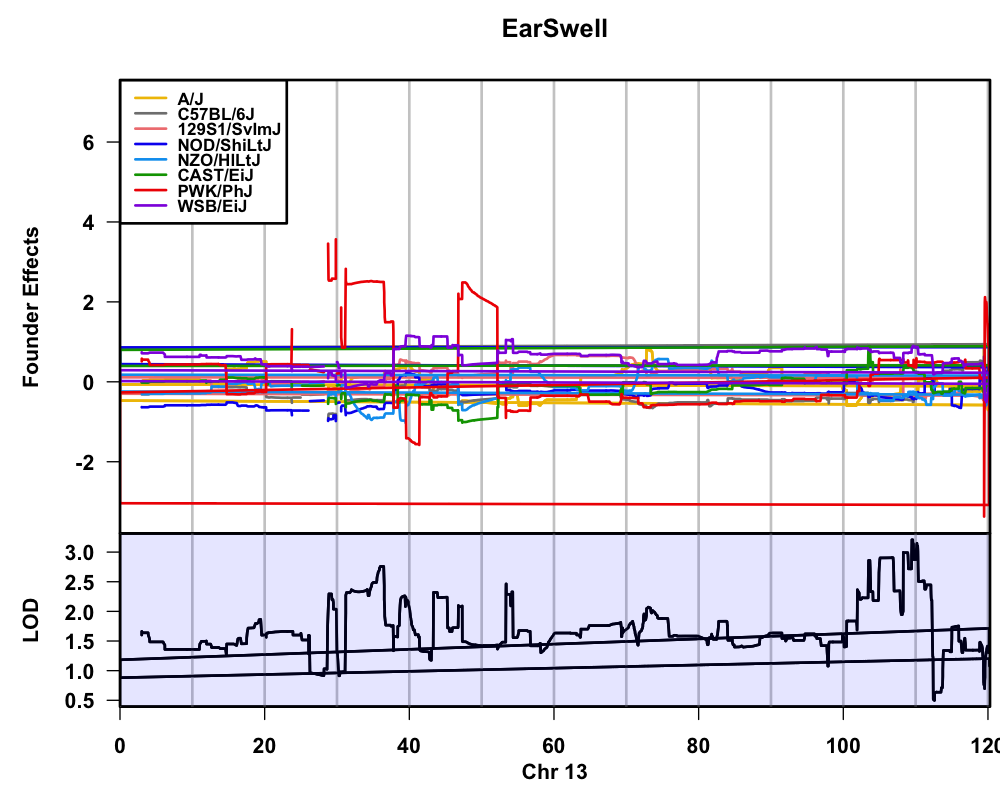 EarSwell
A/J
C57BL/6J
129S1/SvImJ
NOD/ShiLtJ
NZO/HlLtJ
CAST/EiJ
PWK/PhJ
WSB/EiJ
Founder Effects
6
4
2
0
-2
LOD
3.0
2.5
2.0
1.5
1.0
0.5
0 20 40 60 80 100 120
Chr 13